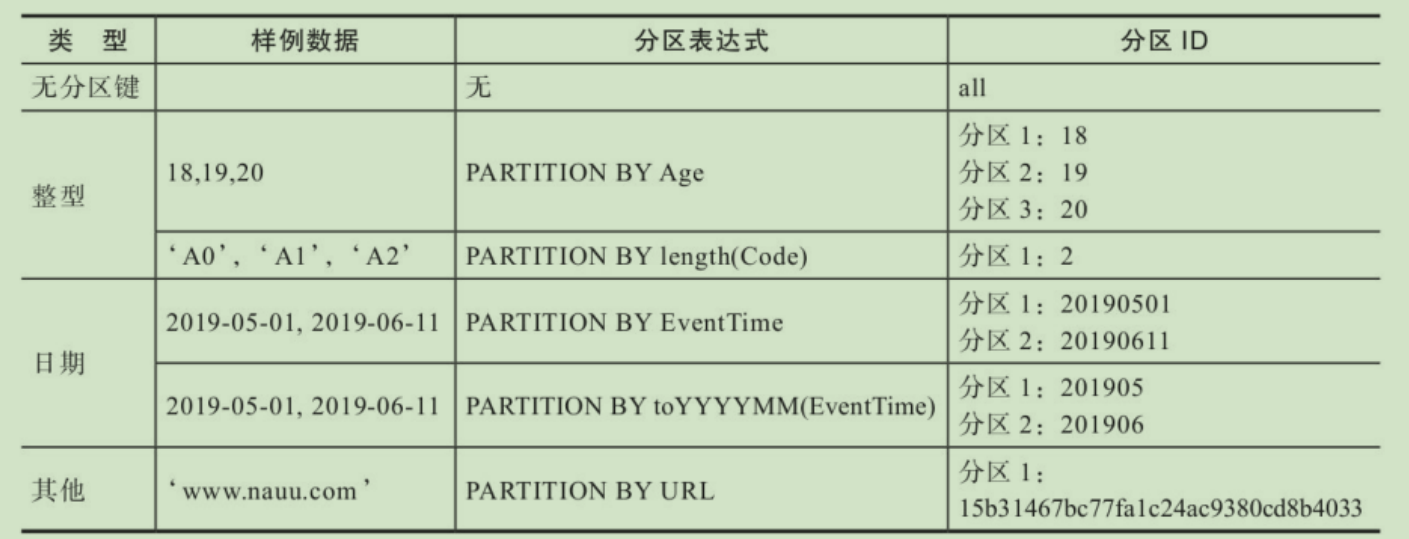 类 型 样例数据 分区表达式 分区 ID
无分区键 无 all
整型
18,19,20 PARTITION BY Age
分区 1：18
分区 2：19
分区 3：20
‘A0’，‘A1’，‘A2’ PARTITION BY length(Code) 分区 1：2
日期
2019-05-01, 2019-06-11 PARTITION BY EventTime
分区 1：20190501
分区 2：20190611
2019-05-01, 2019-06-11 PARTITION BY toYYYYMM(EventTime)
分区 1：201905
分区 2：201906
其他 ‘www.nauu.com’ PARTITION BY URL
分区 1：
15b31467bc77fa1c24ac9380cd8b4033